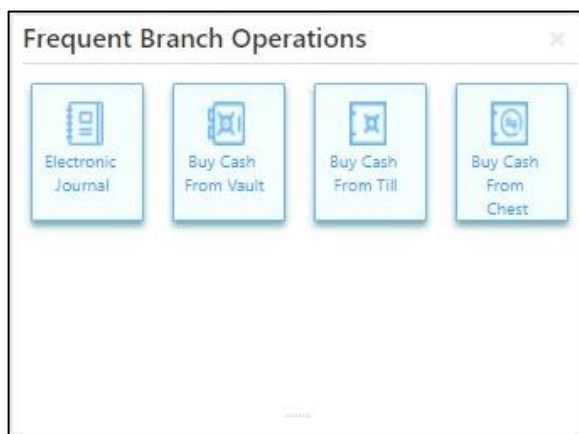 Frequent Branch Operations
Electronic
Journal
Buy Cash
From Vault
Buy Cash
From Till
Buy Cash
From
Chest